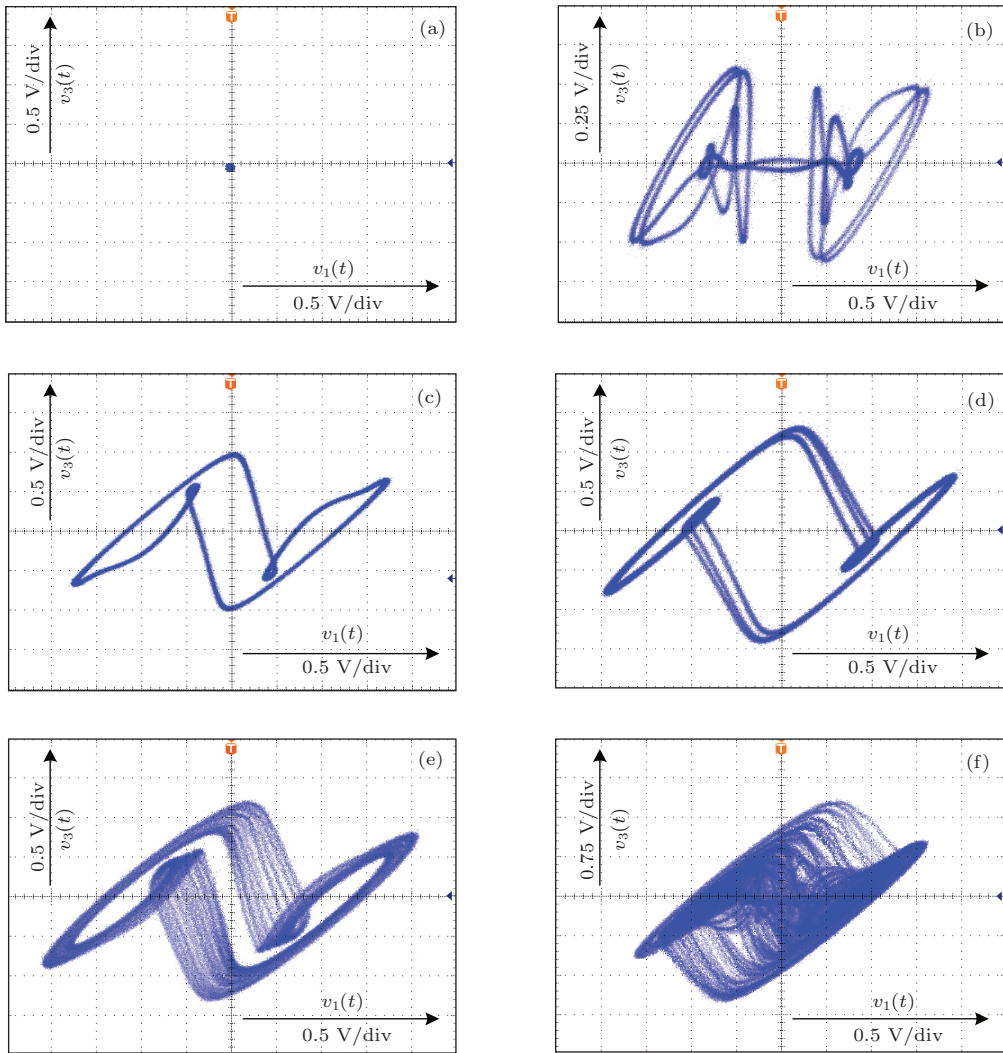 T
(a)
0.5 V/div
v₃(t)
v₁(t)
0.5 V/div
T
(b)
0.25 V/div
v₃(t)
v₁(t)
0.5 V/div
T
(c)
0.5 V/div
v₃(t)
v₁(t)
0.5 V/div
T
(d)
0.5 V/div
v₃(t)
v₁(t)
0.5 V/div
T
(e)
0.5 V/div
v₃(t)
v₁(t)
0.5 V/div
T
(f)
0.75 V/div
v₃(t)
v₁(t)
0.5 V/div